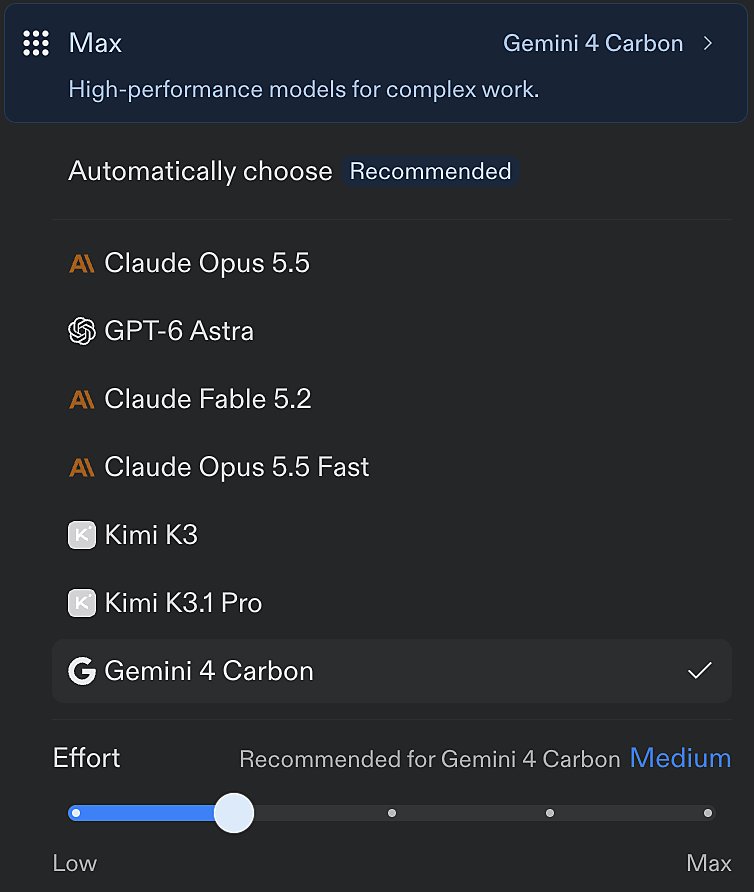 Max Gemini 4 Carbon
High-performance models for complex work.
Automatically choose Recommended
Claude Opus 5.5
GPT-6 Astra
Claude Fable 5.2
Claude Opus 5.5 Fast
Kimi K3
Kimi K3.1 Pro
Gemini 4 Carbon
Effort Recommended for Gemini 4 Carbon Medium
Low Max